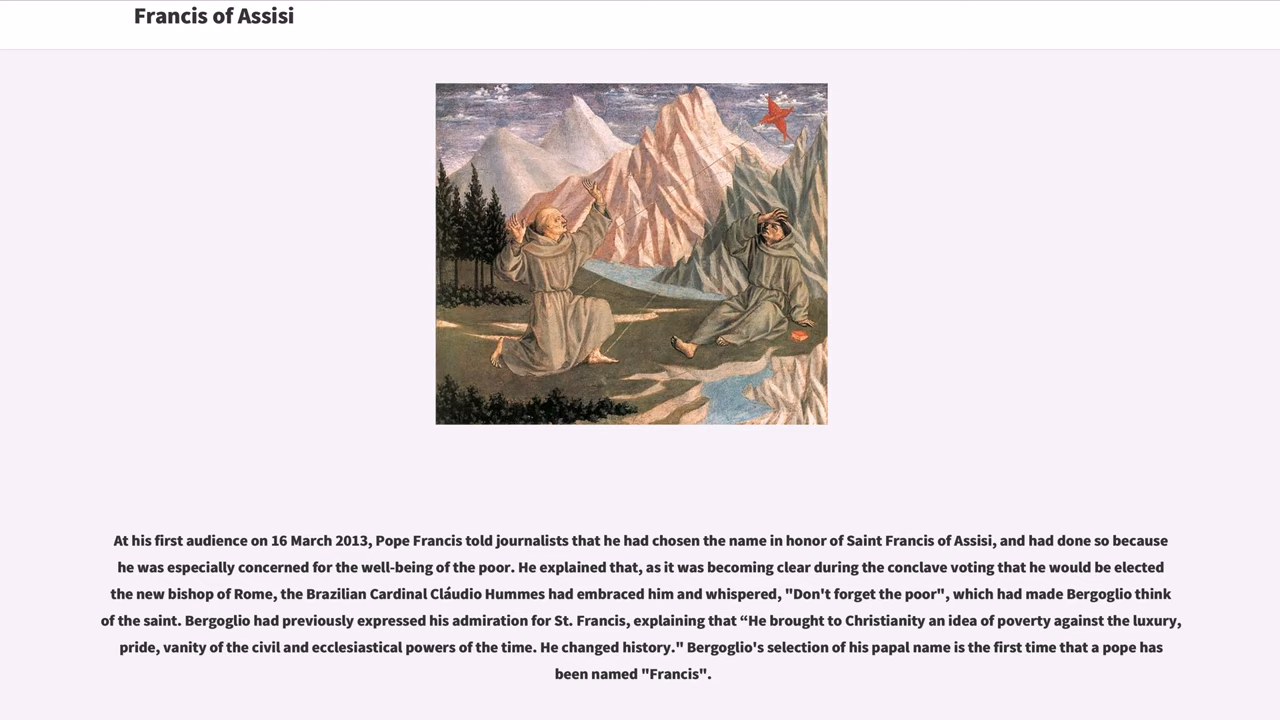 Francis of Assisi
At his first audience on 16 March 2013, Pope Francis told journalists that he had chosen the name in honor of Saint Francis of Assisi, and had done so because
he was especially concerned for the well-being of the poor. He explained that, as it was becoming clear during the conclave voting that he would be elected
the new bishop of Rome, the Brazilian Cardinal Cláudio Hummes had embraced him and whispered, "Don't forget the poor", which had made Bergoglio think
of the saint. Bergoglio had previously expressed his admiration for St. Francis, explaining that “He brought to Christianity an idea of poverty against the luxury,
pride, vanity of the civil and ecclesiastical powers of the time. He changed history." Bergoglio's selection of his papal name is the first time that a pope has
been named "Francis".